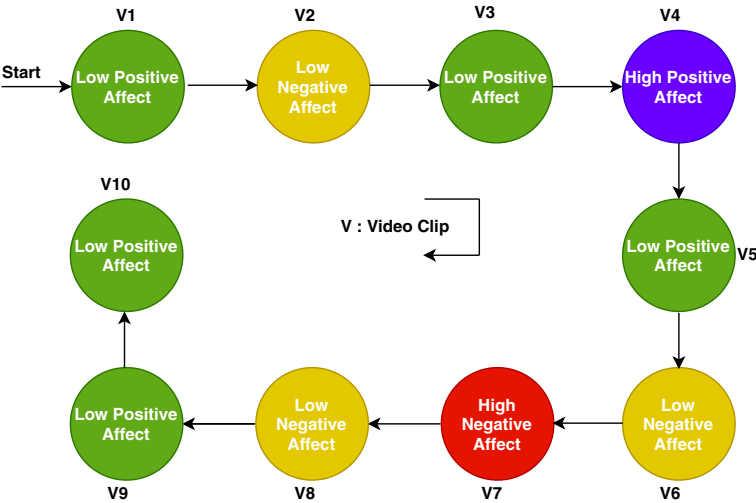 V1
V2
V3
V4
Start
Low Positive
Affect
Low
Negative
Affect
Low Positive
Affect
High Positive
Affect
V10
Low Positive
Affect
V : Video Clip
Low Positive
Affect
V5
Low Positive
Affect
Low
Negative
Affect
High
Negative
Affect
Low
Negative
Affect
V9
V8
V7
V6